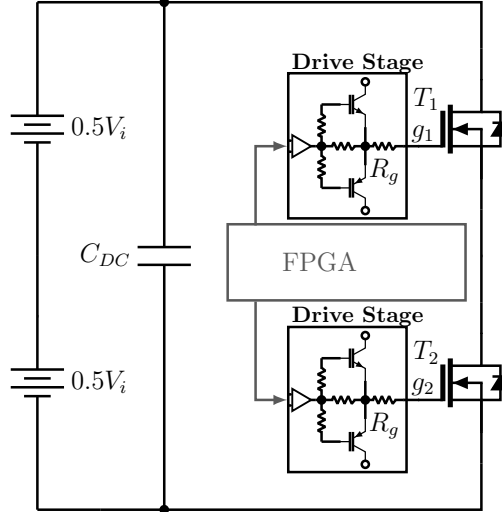 Drive Stage
T₁
g₁
0.5Vᵢ
R_g
C_DC
FPGA
Drive Stage
T₂
g₂
0.5Vᵢ
R_g